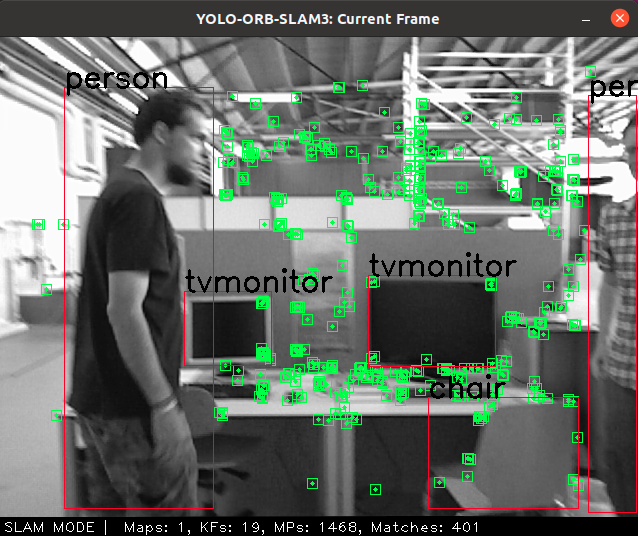 YOLO-ORB-SLAM3: Current Frame
person
per
tvmonitor
tvmonitor
chair
SLAM MODE | Maps: 1, KFs: 19, MPs: 1468, Matches: 401